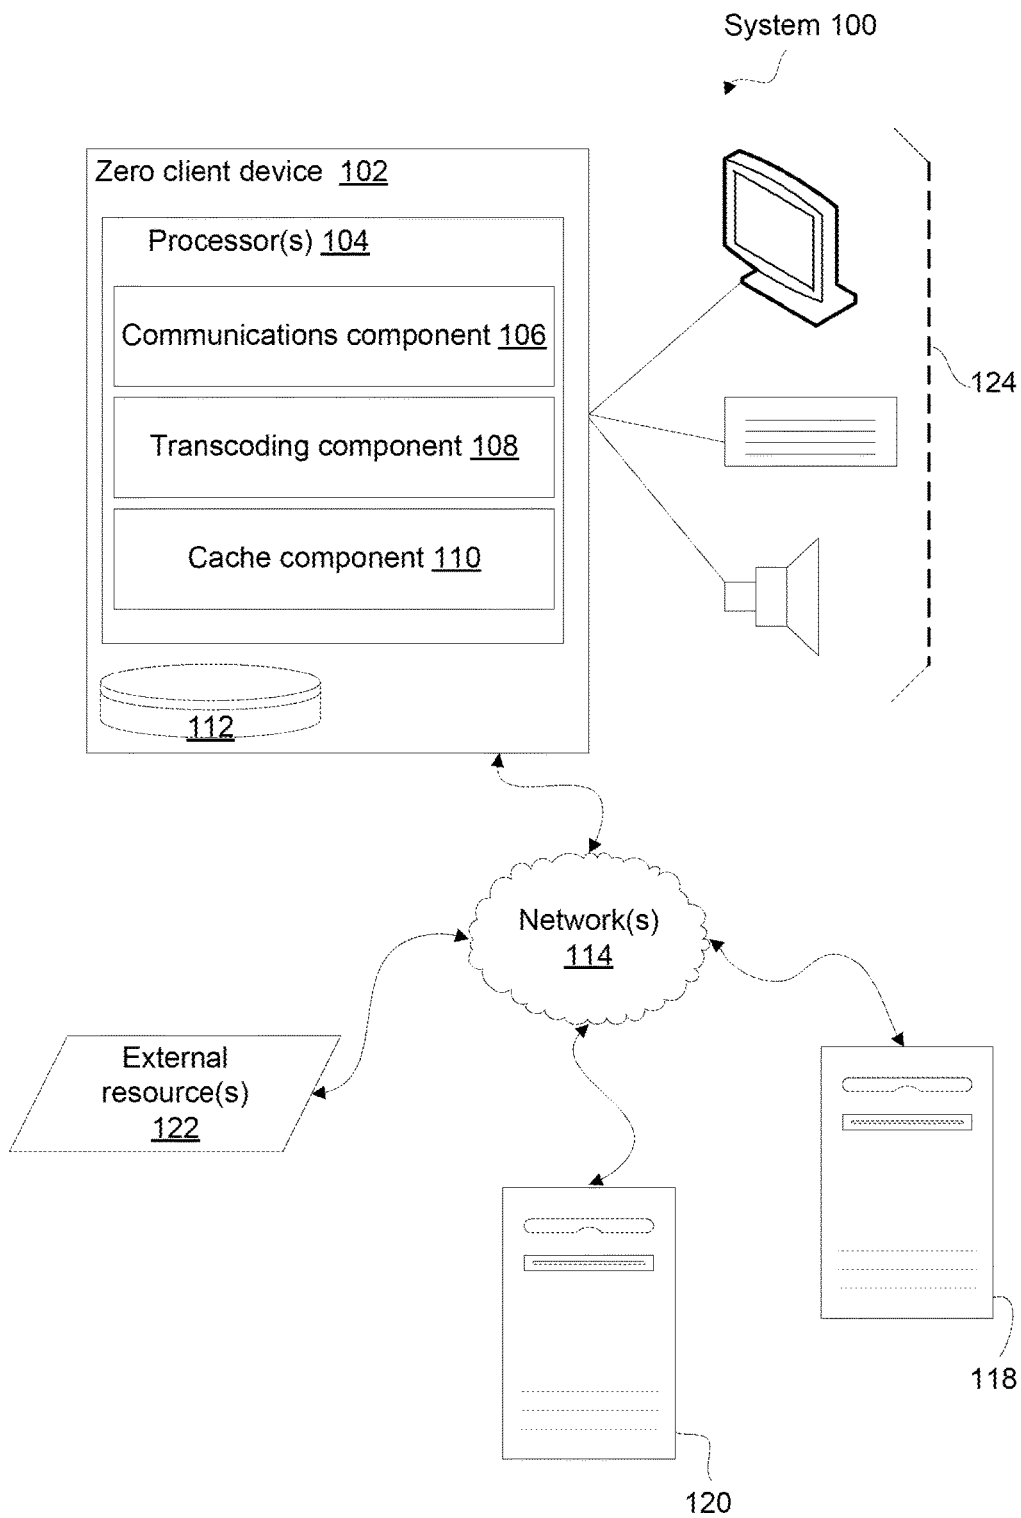 System 100
Zero client device 102
Processor(s) 104
Communications component 106
124
Transcoding component 108
Cache component 110
112
Network(s)
114
External
resource(s)
122
118
120